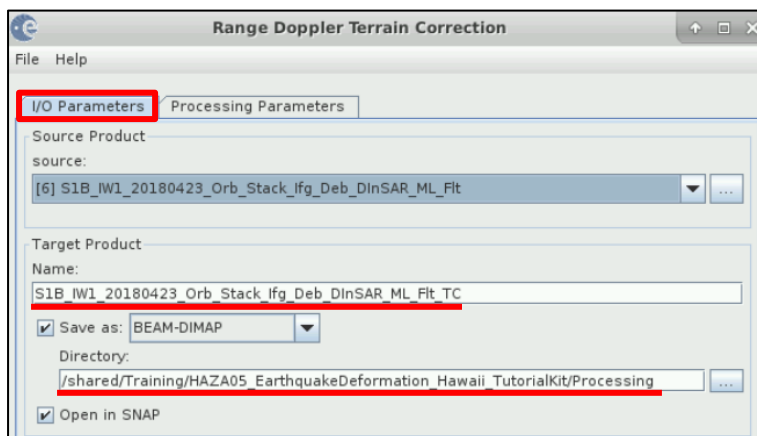 Range Doppler Terrain Correction
File Help
I/O Parameters Processing Parameters
Source Product
source:
[6] S1B_IW1_20180423_Orb_Stack_Ifg_Deb_DInSAR_ML_Flt
...
Target Product
Name:
S1B_IW1_20180423_Orb_Stack_Ifg_Deb_DInSAR_ML_Flt_TC
Save as: BEAM-DIMAP
Directory:
/shared/Training/HAZA05_EarthquakeDeformation_Hawaii_TutorialKit/Processing
...
Open in SNAP